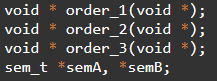 void * order_1(void *);
void * order_2(void *);
void * order_3(void *);
sem_t *semA, *semB;